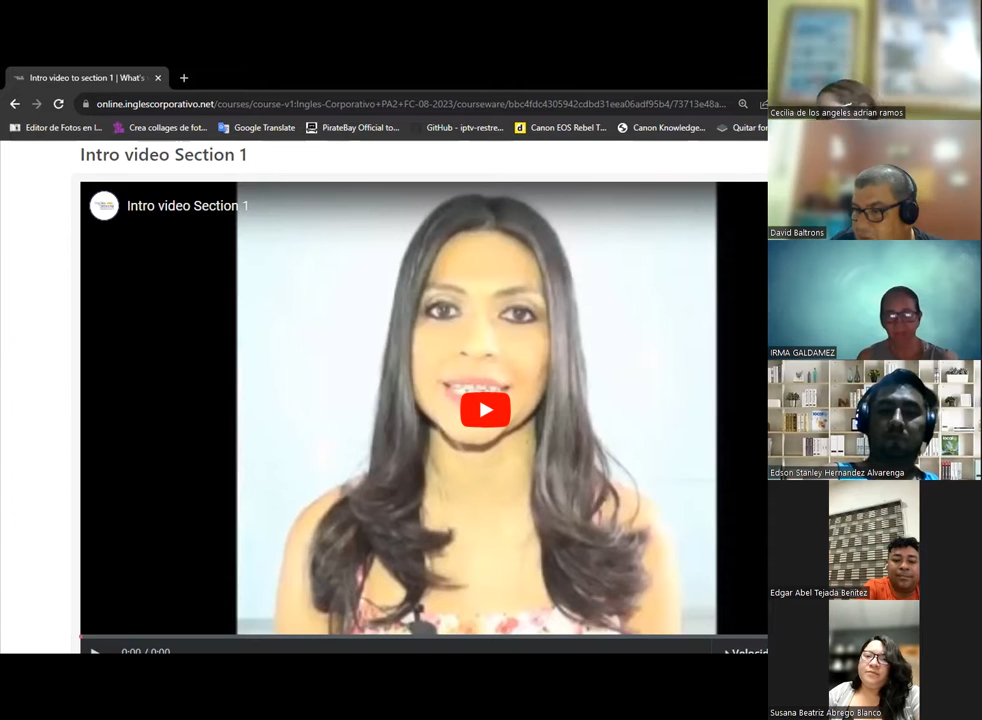 Intro video to section 1 | What's
online.inglescorporativo.net/courses/course-v1:Ingles-Corporativo+PA2+FC-08-2023/courseware/bbc4fdc4305942cdbd31eea06adf95b4/73713e48a...
Editor de Fotos en l... Crea collages de fot... Google Translate PirateBay Official to... GitHub - iptv-restre... Canon EOS Rebel T... Canon Knowledge... Quitar for
Intro video Section 1
Intro video Section 1
0:00 / 0:00
Velocid
Cecilia de los angeles adrian ramos
David Baltrons
IRMA GALDAMEZ
Edson Stanley Hernandez Alvarenga
Edgar Abel Tejada Benitez
Susana Beatriz Abrego Blanco